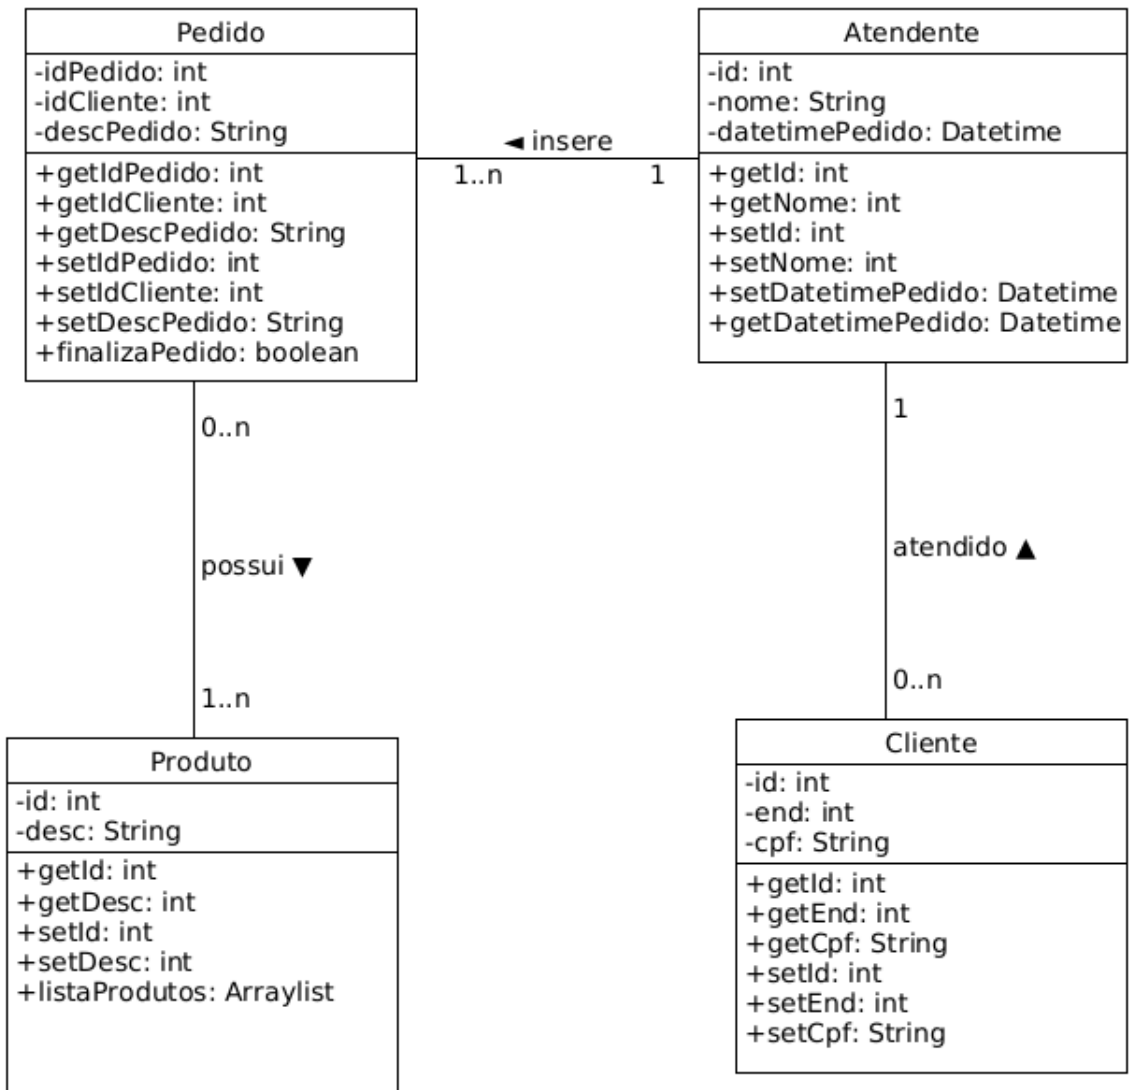 Pedido
-idPedido: int
-idCliente: int
-descPedido: String
+getIdPedido: int
+getIdCliente: int
+getDescPedido: String
+setIdPedido: int
+setIdCliente: int
+setDescPedido: String
+finalizaPedido: boolean
◄ insere
1..n
1
Atendente
-id: int
-nome: String
-datetimePedido: Datetime
+getId: int
+getNome: int
+setId: int
+setNome: int
+setDatetimePedido: Datetime
+getDatetimePedido: Datetime
0..n
possui ▼
1..n
1
atendido ▲
0..n
Produto
-id: int
-desc: String
+getId: int
+getDesc: int
+setId: int
+setDesc: int
+listaProdutos: Arraylist
Cliente
-id: int
-end: int
-cpf: String
+getId: int
+getEnd: int
+getCpf: String
+setId: int
+setEnd: int
+setCpf: String